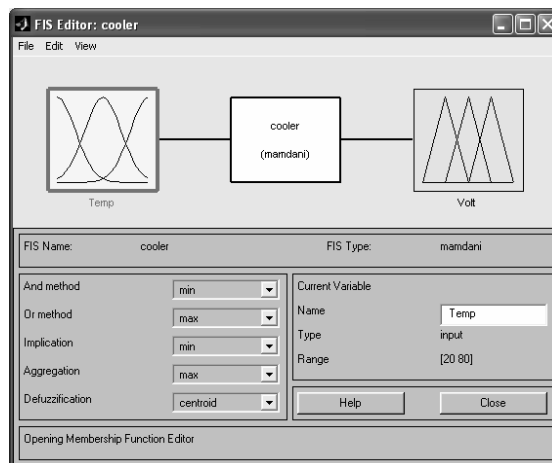 FIS Editor: cooler
File Edit View
cooler
(mamdani)
Temp
Volt
FIS Name: cooler FIS Type: mamdani
And method min
Or method max
Implication min
Aggregation max
Defuzzification centroid
Current Variable
Name Temp
Type input
Range [20 80]
Help Close
Opening Membership Function Editor